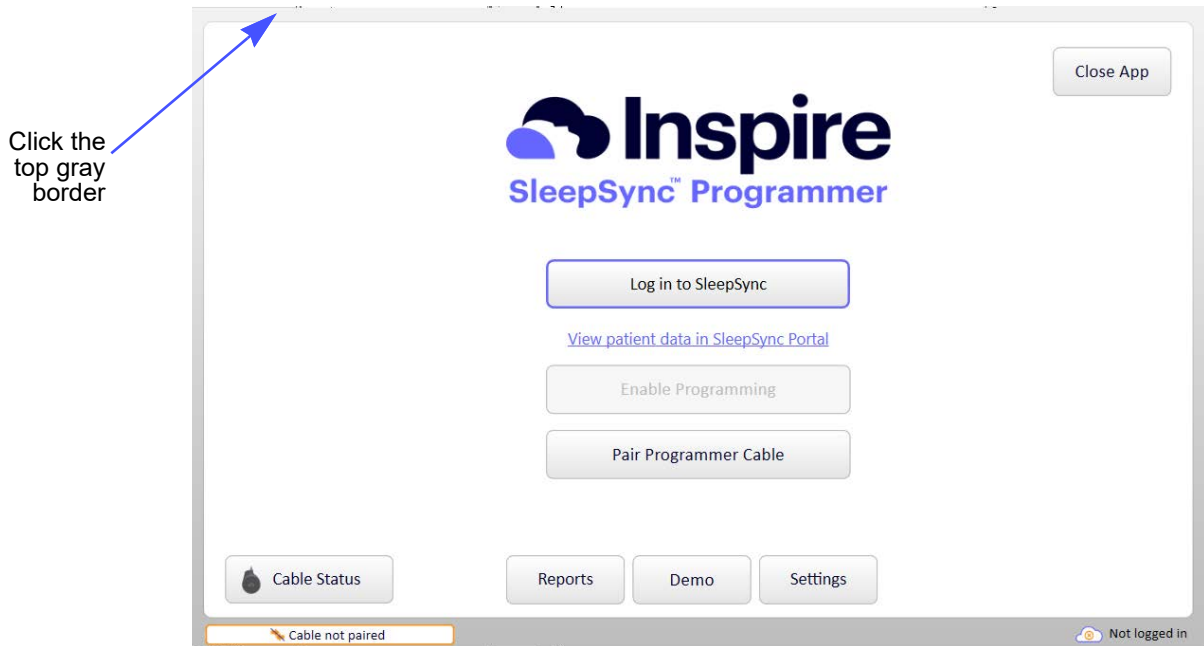 Close App
Inspire
SleepSync™ Programmer
Click the
top gray
border
Log in to SleepSync
View patient data in SleepSync Portal
Enable Programming
Pair Programmer Cable
Cable Status
Reports
Demo
Settings
Cable not paired
Not logged in